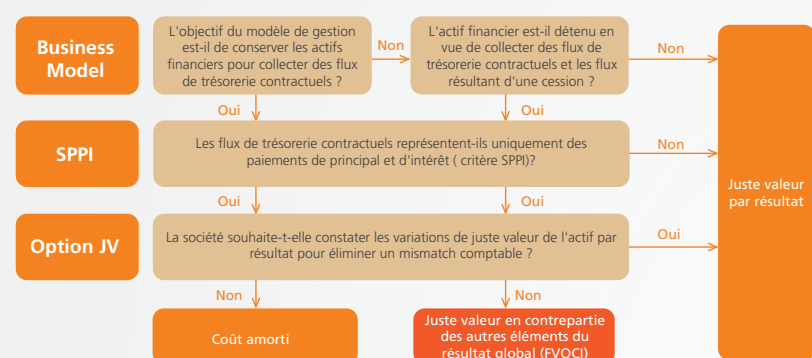 Business
Model
L'objectif du modèle de gestion
est-il de conserver les actifs
financiers pour collecter des flux
de trésorerie contractuels ?
Non
L'actif financier est-il détenu en
vue de collecter des flux de
trésorerie contractuels et les flux
résultant d'une cession ?
Non
Oui
Oui
SPPI
Les flux de trésorerie contractuels représentent-ils uniquement des
paiements de principal et d'intérêt ( critère SPPI)?
Non
Juste valeur
par résultat
Oui
Oui
Option JV
La société souhaite-t-elle constater les variations de juste valeur de l'actif par
résultat pour éliminer un mismatch comptable ?
Oui
Non
Non
Coût amorti
Juste valeur en contrepartie
des autres éléments du
résultat global (FVOCI)